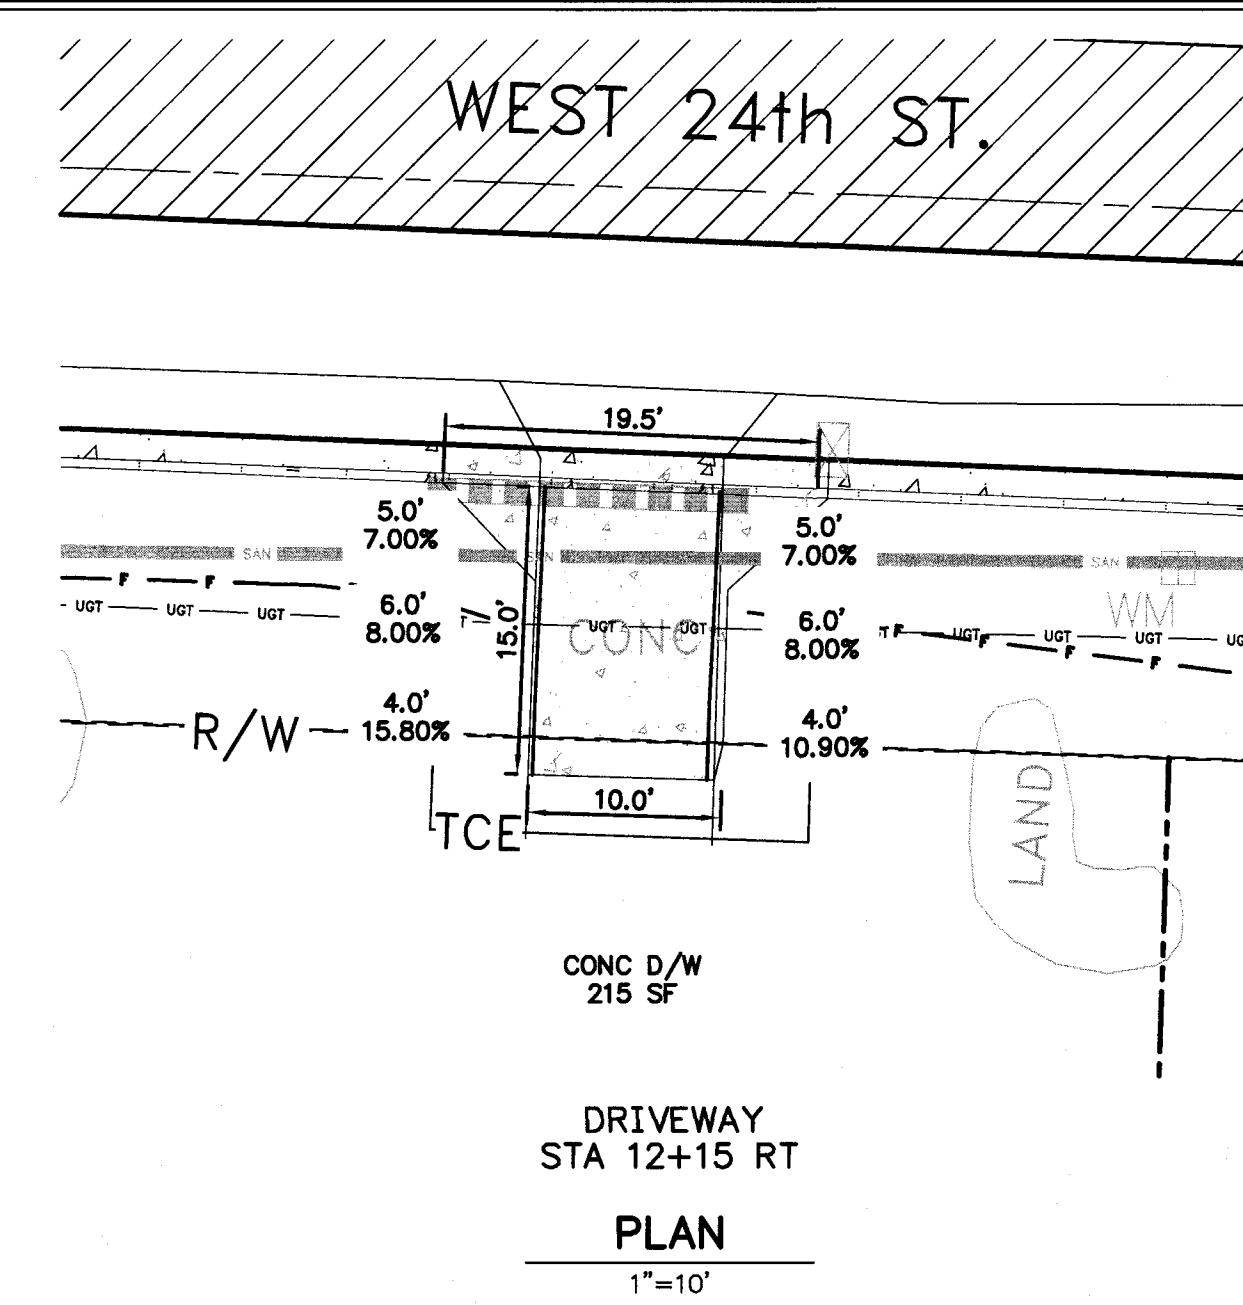 WEST 24th ST.
19.5'
5.0'
7.00%
5.0'
7.00%
SAN
SAN
SAN
F
F
UGT
UGT
UGT
6.0'
8.00%
15.0'
UGT
UGT
CONC
6.0'
8.00%
T
F
UGT
F
UGT
F
UGT
F
WM
R/W
4.0'
15.80%
4.0'
10.90%
LAND
10.0'
TCE
CONC D/W
215 SF
DRIVEWAY
STA 12+15 RT
PLAN
1"=10'